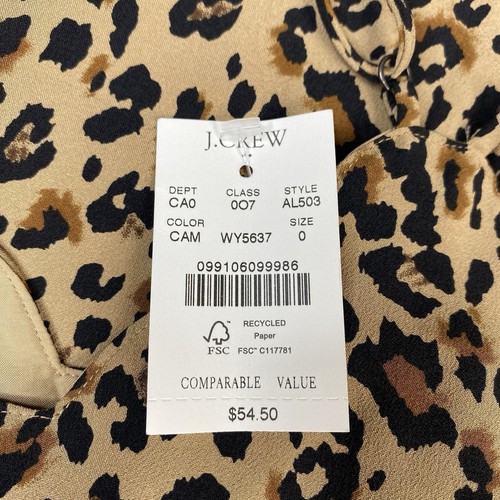 J.CREW
DEPT CLASS STYLE
CA0 007 AL503
COLOR SIZE
CAM WY5637 0
099106099986
RECYCLED
Paper
FSC FSC™ C117781
COMPARABLE VALUE
$54.50